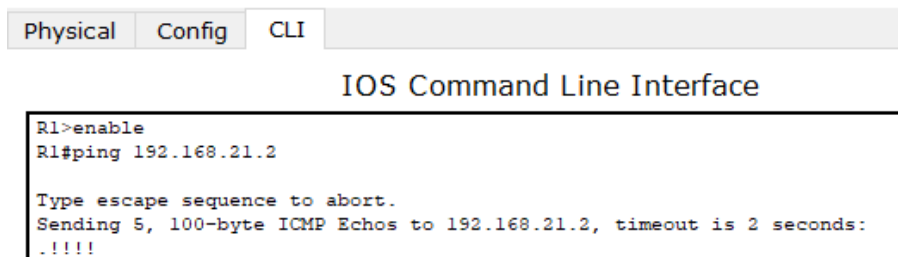 Physical Config CLI
IOS Command Line Interface
R1>enable
R1#ping 192.168.21.2
Type escape sequence to abort.
Sending 5, 100-byte ICMP Echos to 192.168.21.2, timeout is 2 seconds:
.!!!!